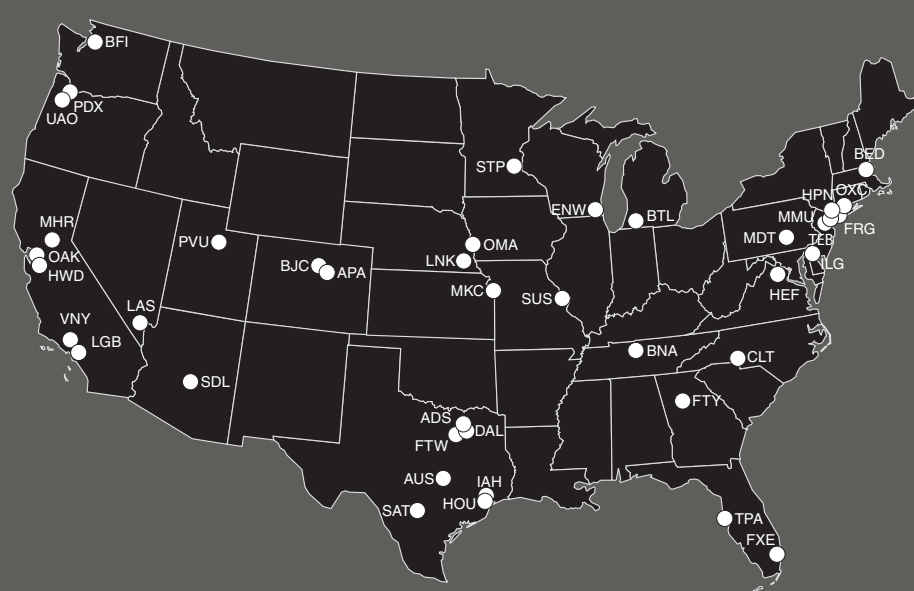 BFI
PDX
UAO
BED
STP
HPN
OXC
ENW
BTL
MMU
FRG
MHR
PVU
OMA
MDT
TEB
OAK
LNK
ILG
HWD
BJC
APA
MKC
SUS
HEF
LAS
VNY
LGB
BNA
CLT
SDL
FTY
ADS
DAL
FTW
AUS
IAH
HOU
SAT
TPA
FXE